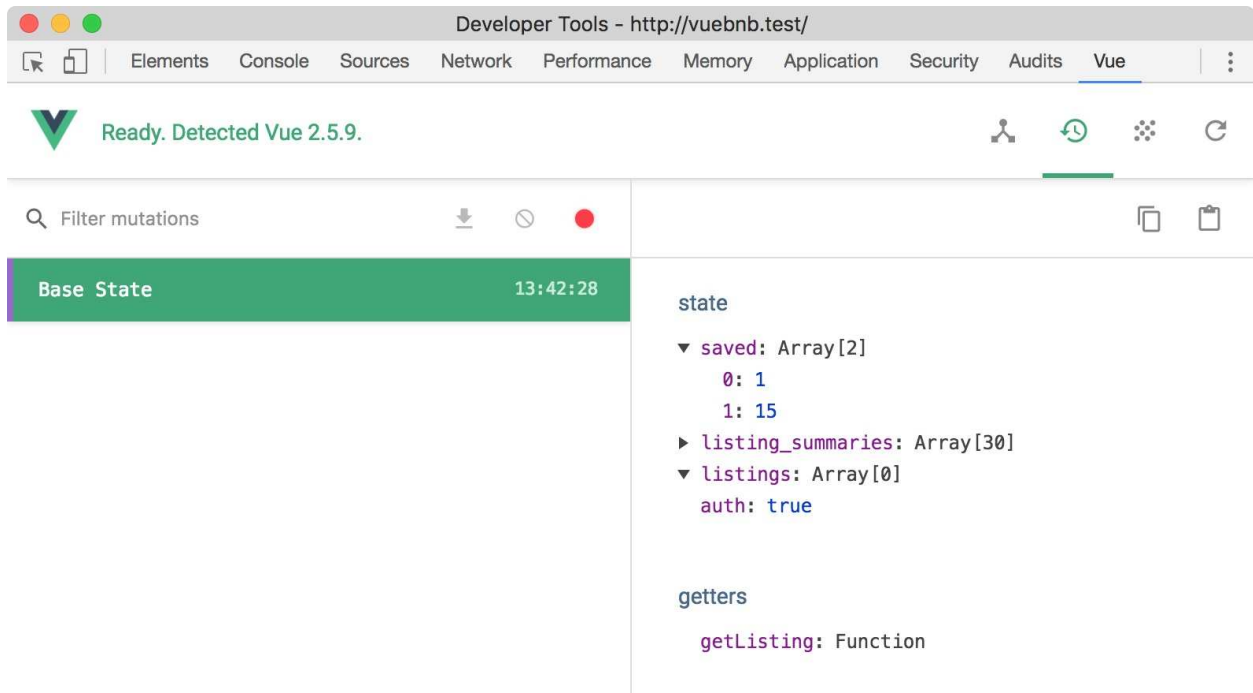 Developer Tools - http://vuebnb.test/
Elements Console Sources Network Performance Memory Application Security Audits Vue
Ready. Detected Vue 2.5.9.
Filter mutations
Base State 13:42:28
state
saved: Array[2]
0: 1
1: 15
listing_summaries: Array[30]
listings: Array[0]
auth: true
getters
getListing: Function